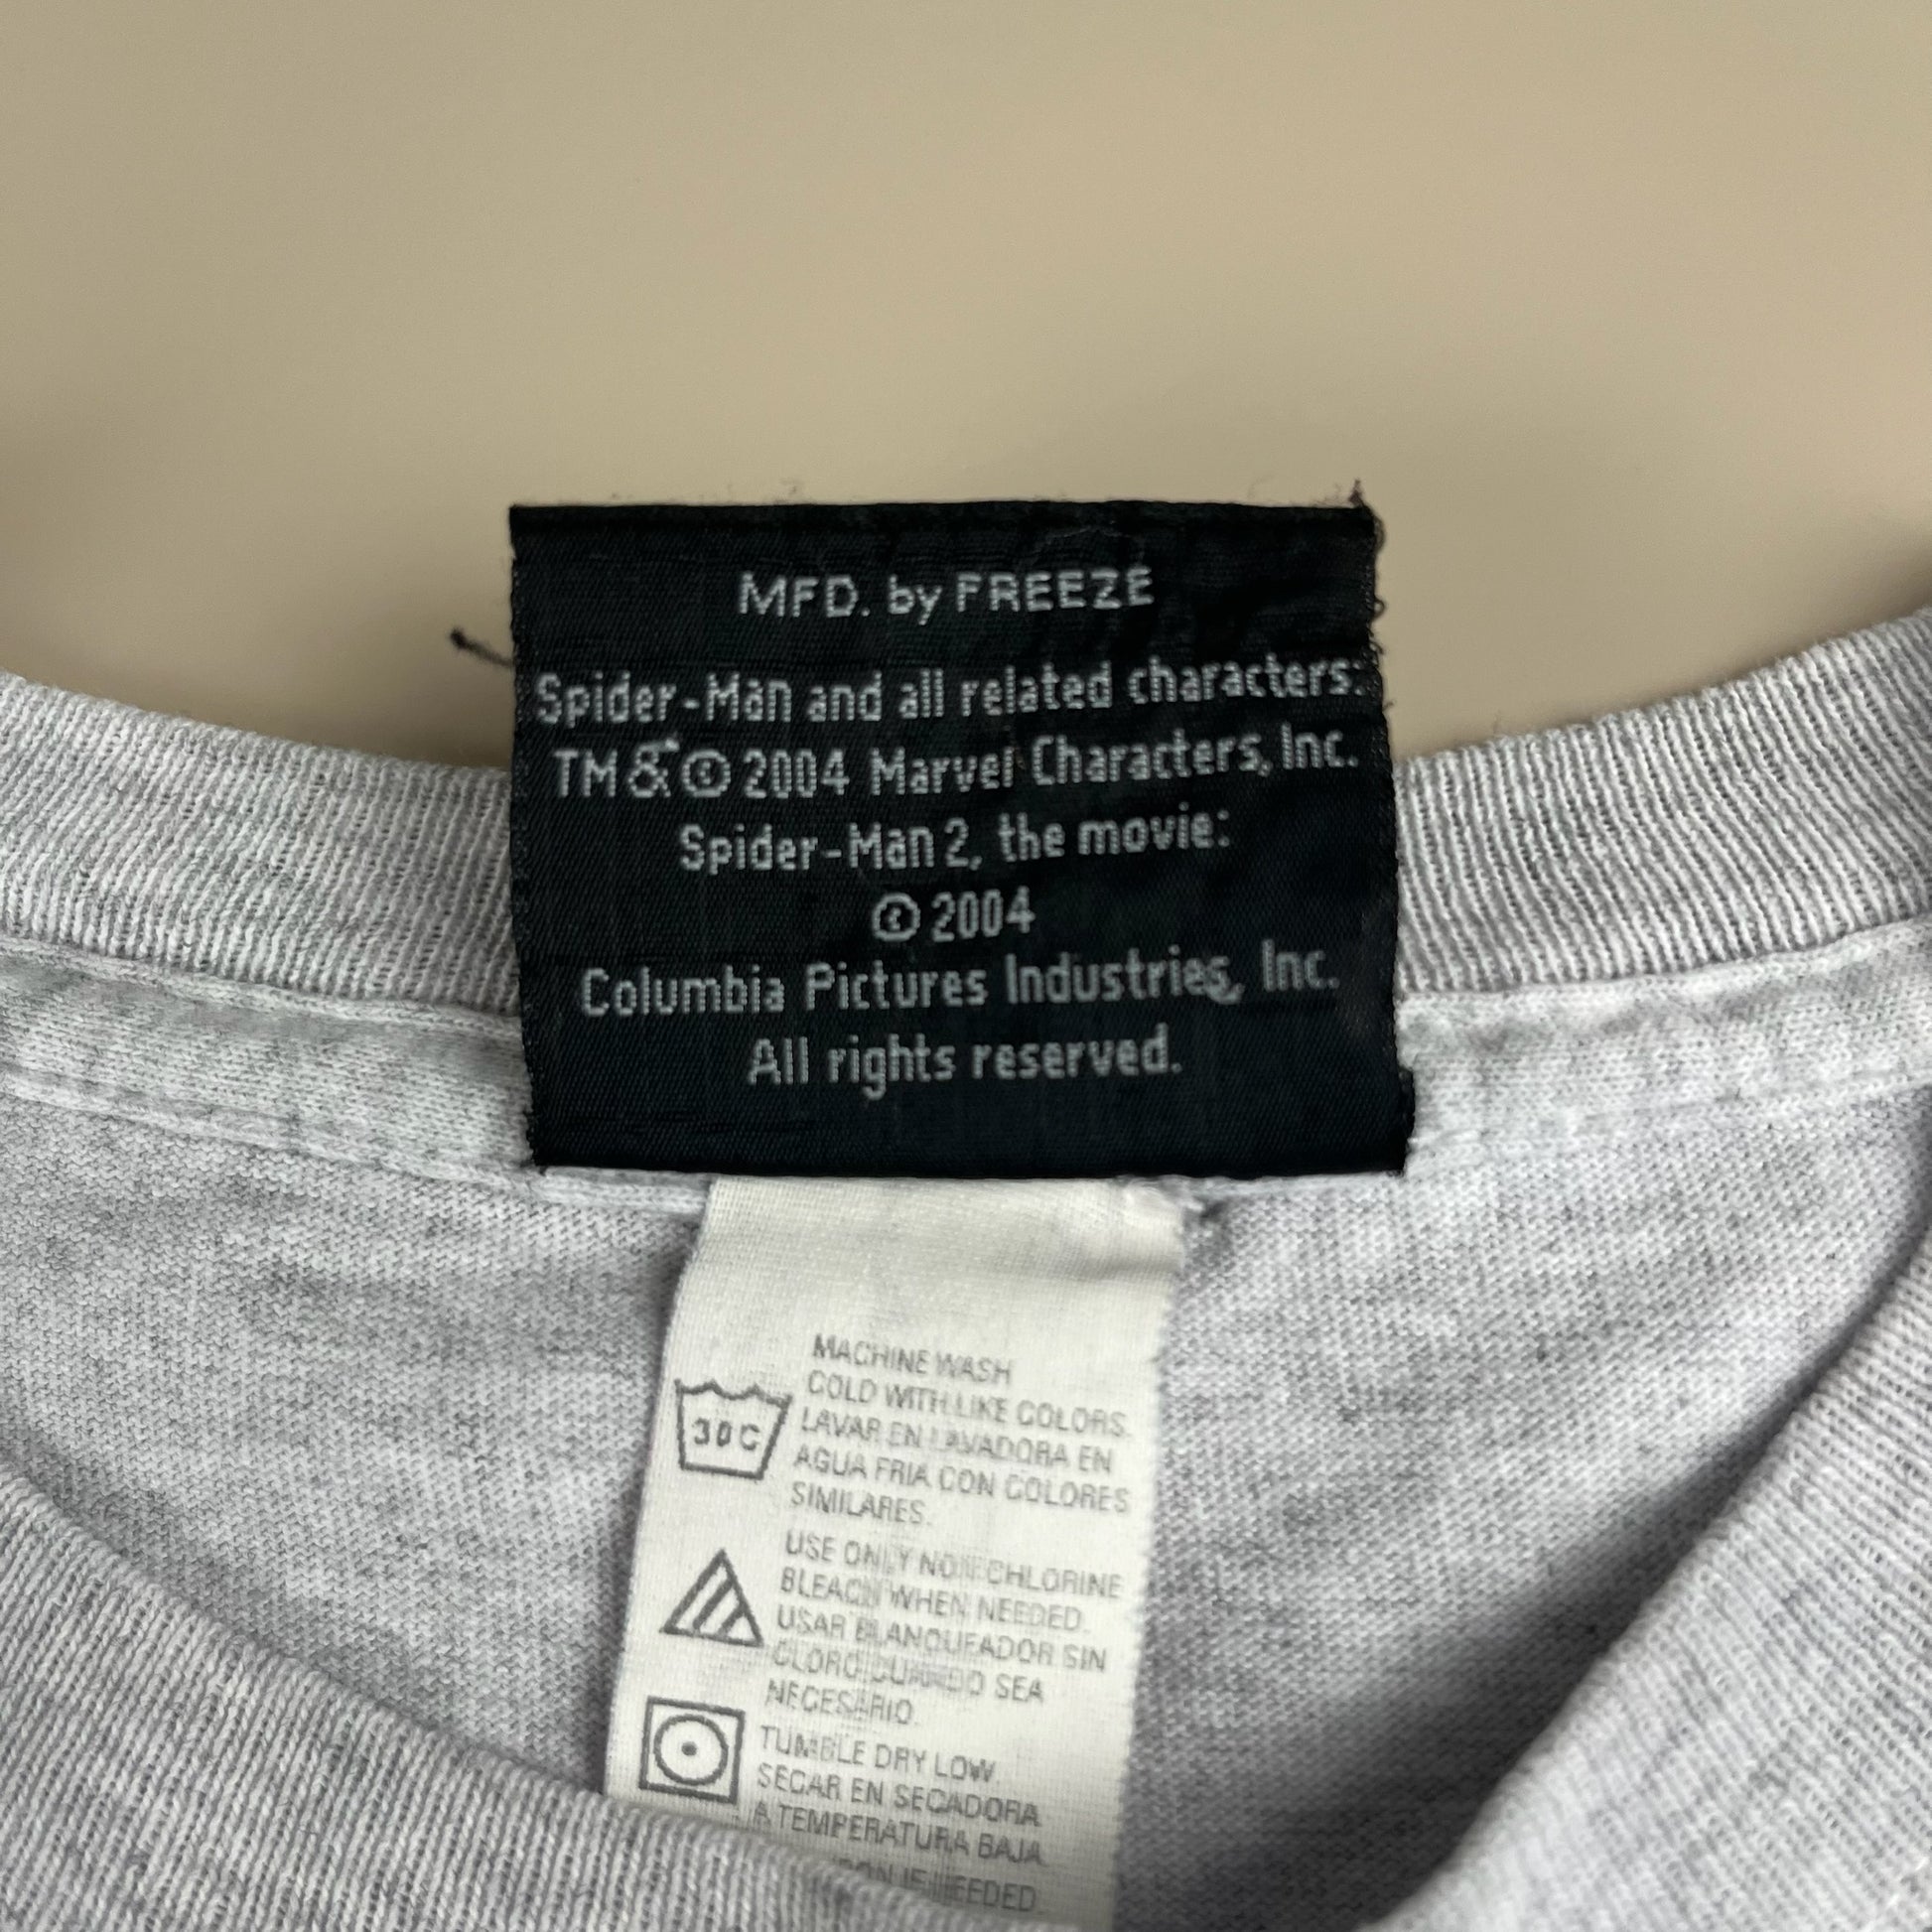 MFD. by FREEZE
Spider-Man and all related characters:
TM & © 2004 Marvel Characters, Inc.
Spider-Man 2, the movie:
© 2004
Columbia Pictures Industries, Inc.
All rights reserved.
MACHINE WASH
COLD WITH LIKE COLORS.
30C
LAVAR EN LAVADORA EN
AGUA FRIA CON COLORES
SIMILARES.
USE ONLY NON CHLORINE
BLEACH WHEN NEEDED.
USAR BLANQUEADOR SIN
CLORO CUANDO SEA
NECESARIO.
TUMBLE DRY LOW.
SECAR EN SECADORA
A TEMPERATURA BAJA
IF NEEDED